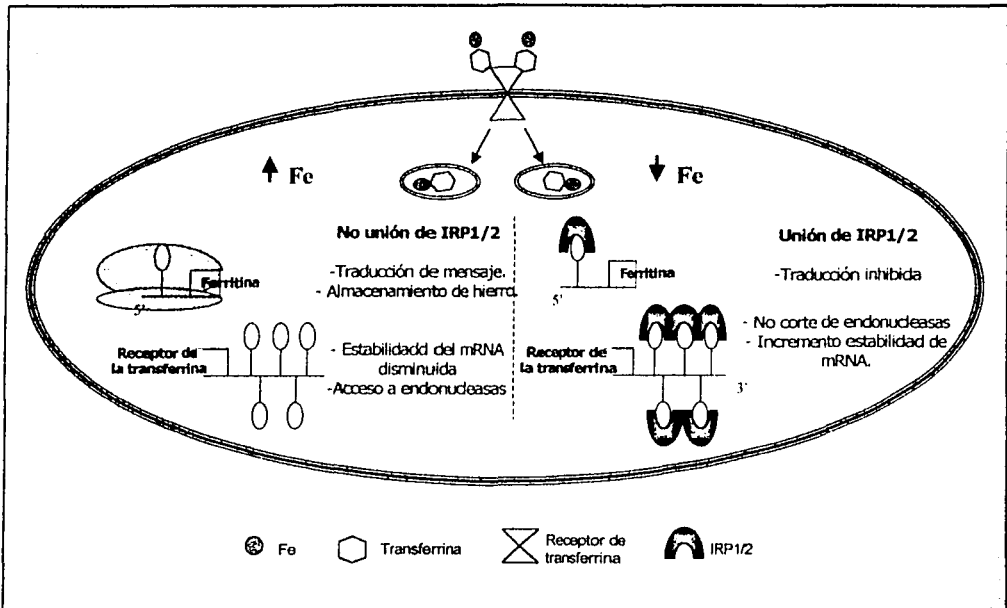 ↑ Fe
↓ Fe
No unión de IRP1/2
-Traducción de mensaje.
- Almacenamiento de hierro.
Ferritina
5'
Receptor de
la transferrina
- Estabilidad del mRNA
disminuida
-Acceso a endonucleasas
Unión de IRP1/2
-Traducción inhibida
Ferritina
5'
- No corte de endonucleasas
- Incremento estabilidad de
mRNA.
Receptor de
la transferrina
3'
Fe
Transferrina
Receptor de
transferrina
IRP1/2